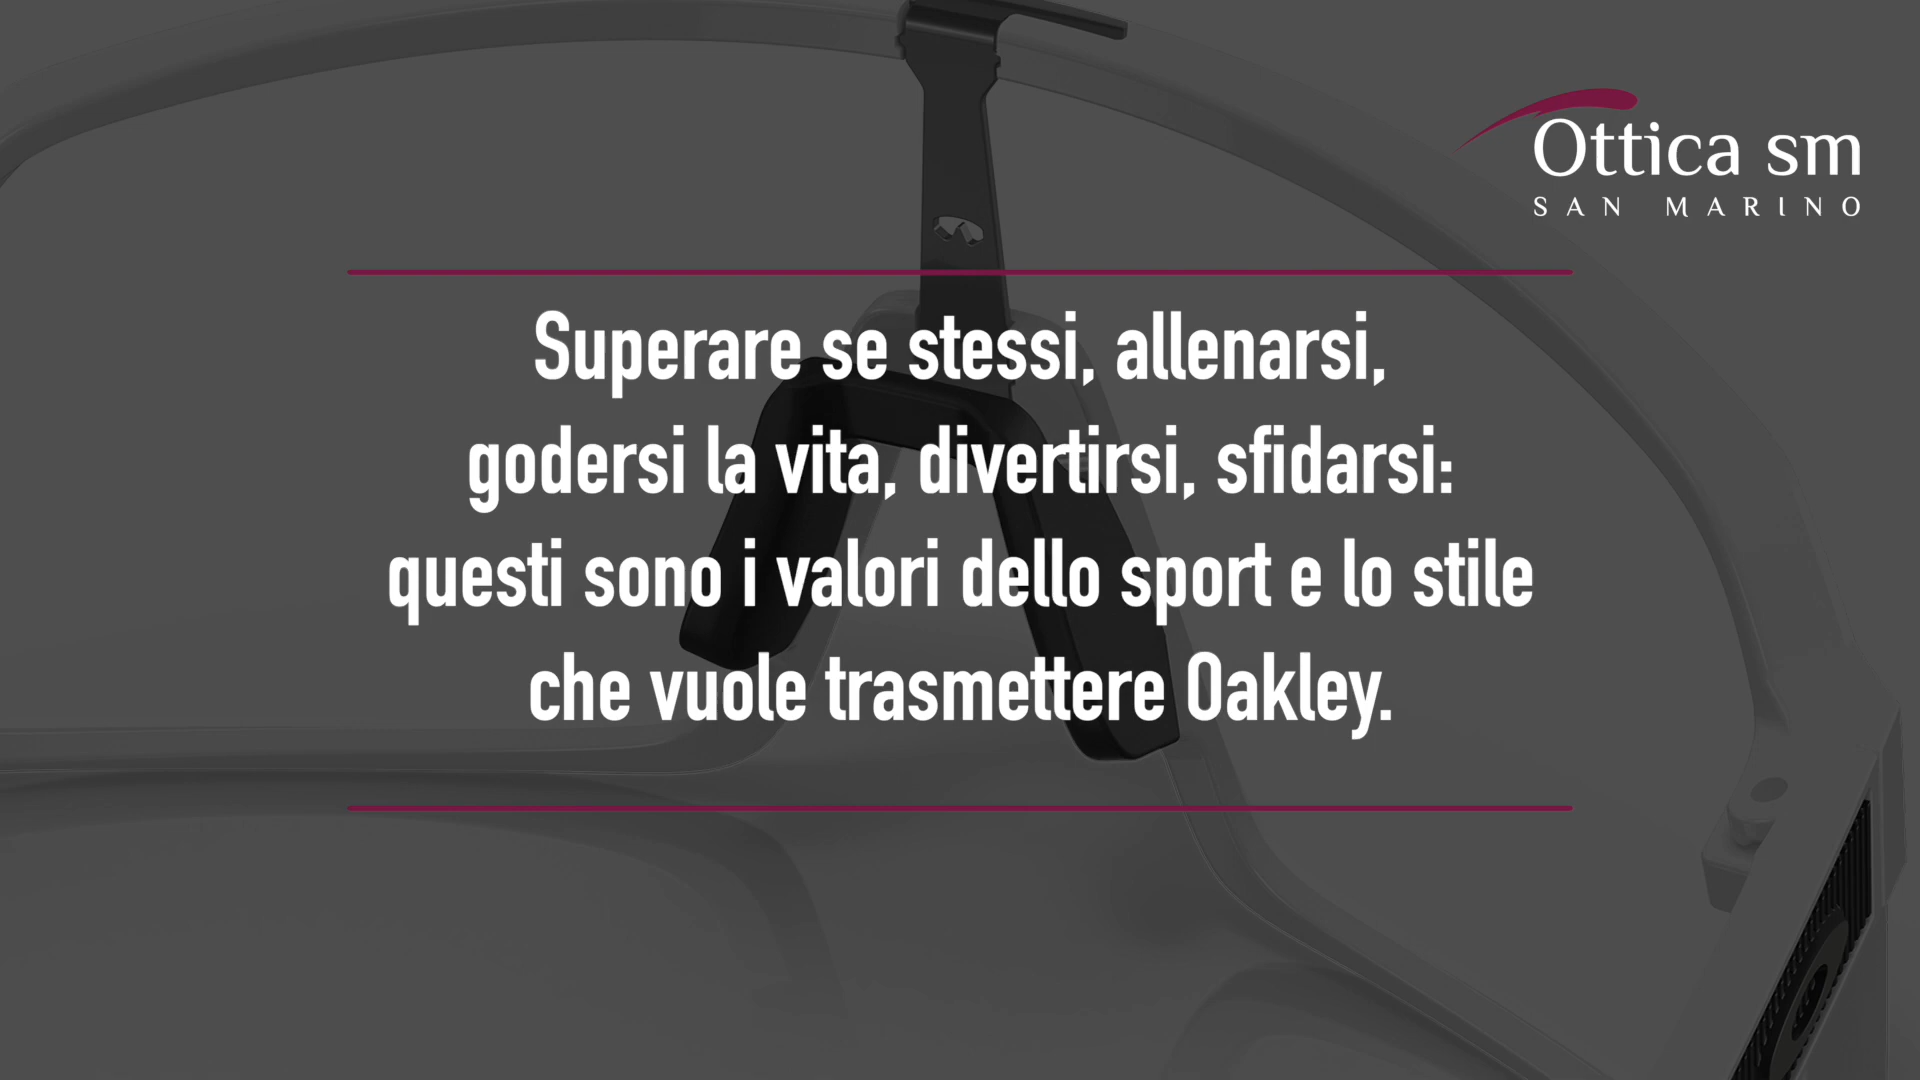 Ottica sm
SAN MARINO
Superare se stessi, allenarsi,
godersi la vita, divertirsi, sfidarsi:
questi sono i valori dello sport e lo stile
che vuole trasmettere Oakley.